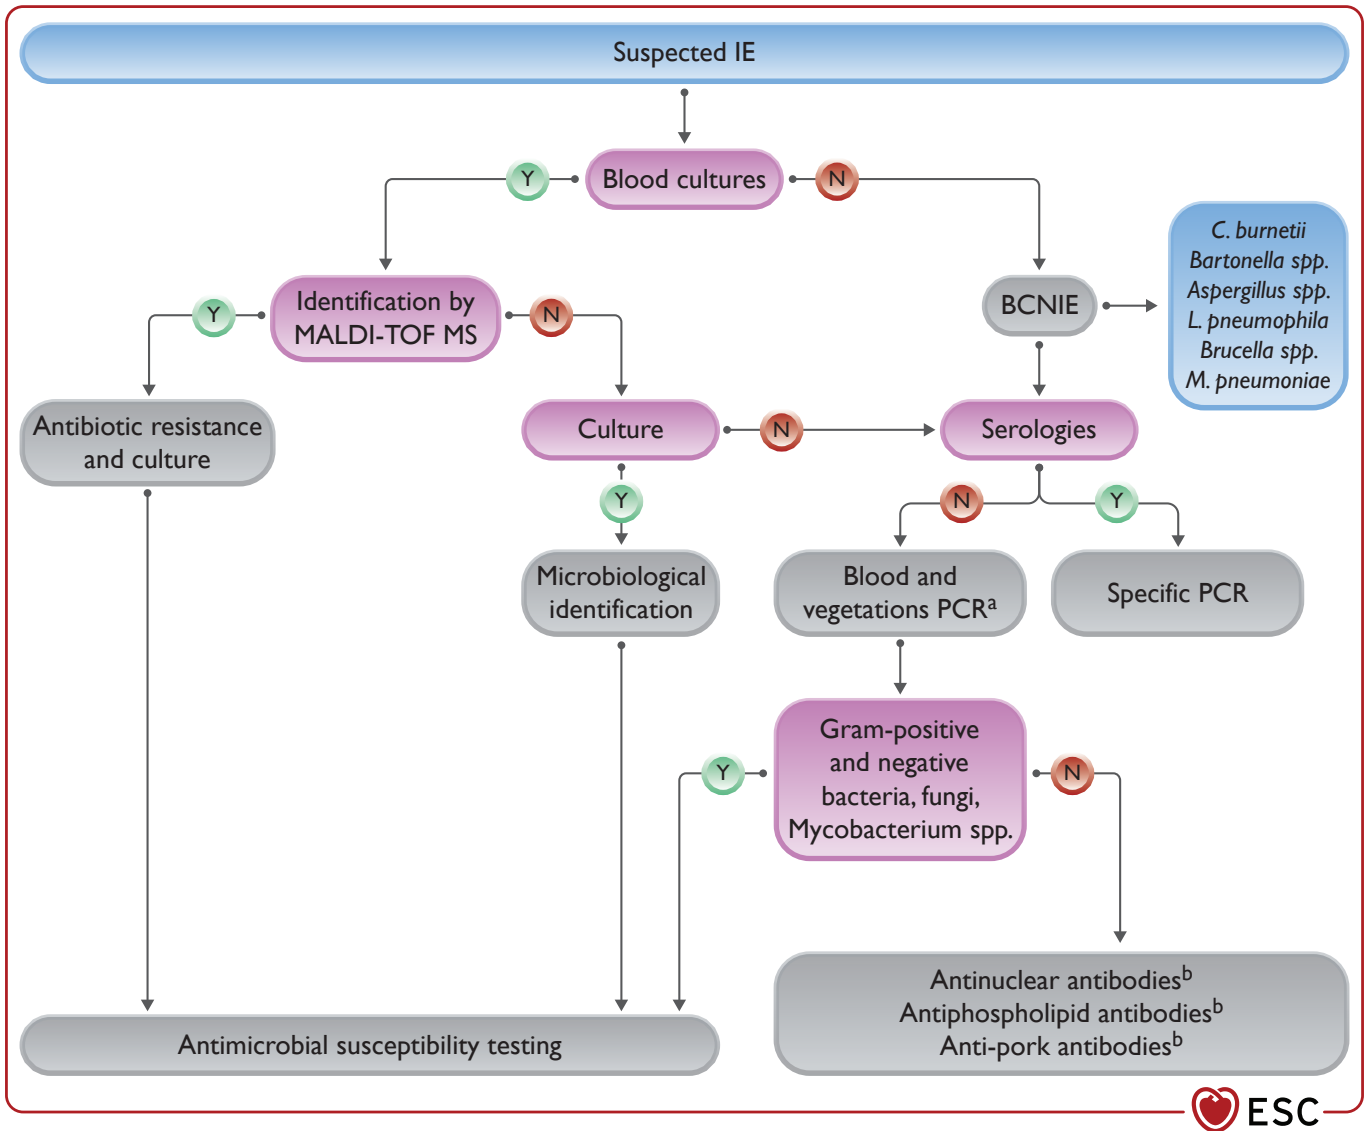 Suspected IE
Y
Blood cultures
N
C. burnetii
Bartonella spp.
Aspergillus spp.
L. pneumophila
Brucella spp.
M. pneumoniae
Y
Identification by
MALDI-TOF MS
N
BCNIE
Antibiotic resistance
and culture
Culture
N
Serologies
Y
N
Y
Microbiological
identification
Blood and
vegetations PCRᵃ
Specific PCR
Y
Gram-positive
and negative
bacteria, fungi,
Mycobacterium spp.
N
Antinuclear antibodiesᵇ
Antiphospholipid antibodiesᵇ
Anti-pork antibodiesᵇ
Antimicrobial susceptibility testing
ESC